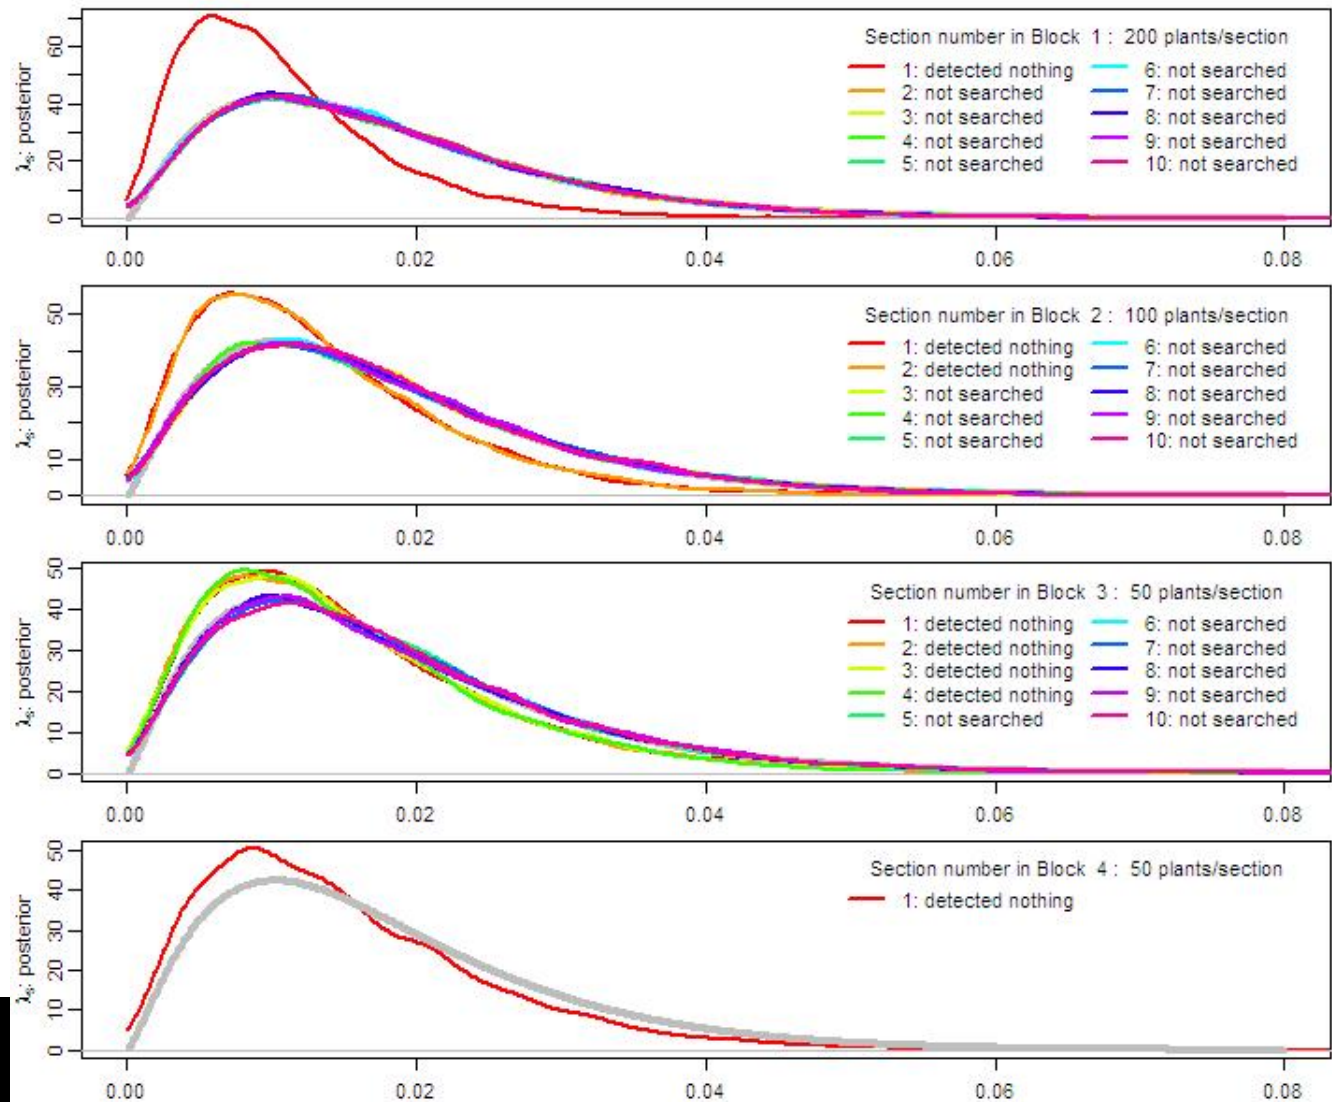 Section number in Block 1 : 200 plants/section
1: detected nothing 6: not searched
2: not searched 7: not searched
3: not searched 8: not searched
4: not searched 9: not searched
5: not searched 10: not searched
λs: posterior
0 20 40 60
0.00 0.02 0.04 0.06 0.08
Section number in Block 2 : 100 plants/section
1: detected nothing 6: not searched
2: detected nothing 7: not searched
3: not searched 8: not searched
4: not searched 9: not searched
5: not searched 10: not searched
λs: posterior
0 10 30 50
0.00 0.02 0.04 0.06 0.08
Section number in Block 3 : 50 plants/section
1: detected nothing 6: not searched
2: detected nothing 7: not searched
3: detected nothing 8: not searched
4: detected nothing 9: not searched
5: not searched 10: not searched
λs: posterior
0 10 20 30 40 50
0.00 0.02 0.04 0.06 0.08
Section number in Block 4 : 50 plants/section
1: detected nothing
λs: posterior
0 10 20 30 40 50
0.00 0.02 0.04 0.06 0.08